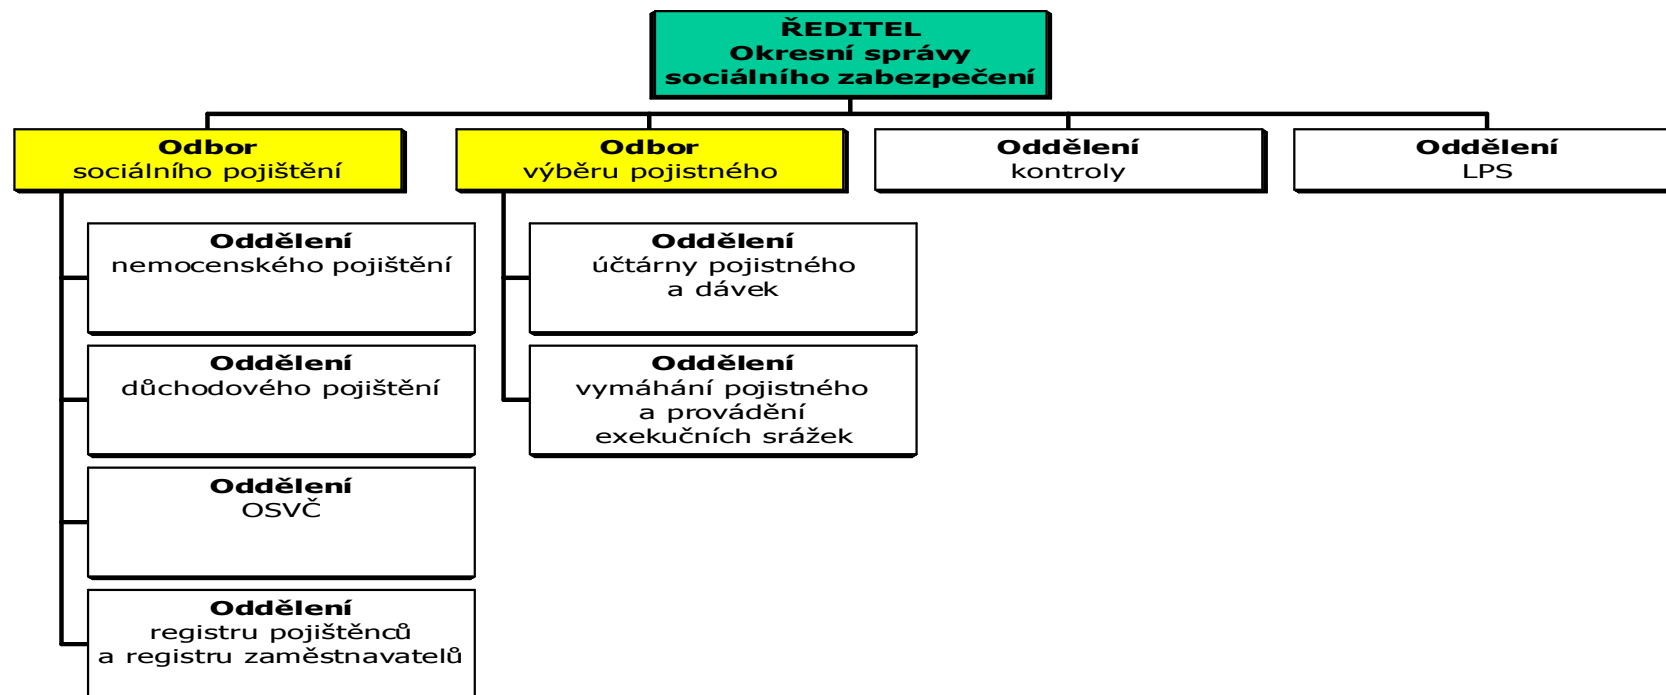 ŘEDITEL
Okresní správy
sociálního zabezpečení
Odbor
sociálního pojištění
Odbor
výběru pojistného
Oddělení
kontroly
Oddělení
LPS
Oddělení
nemocenského pojištění
Oddělení
důchodového pojištění
Oddělení
OSVČ
Oddělení
registru pojištěnců
a registru zaměstnavatelů
Oddělení
účtárny pojistného
a dávek
Oddělení
vymáhání pojistného
a provádění
exekučních srážek